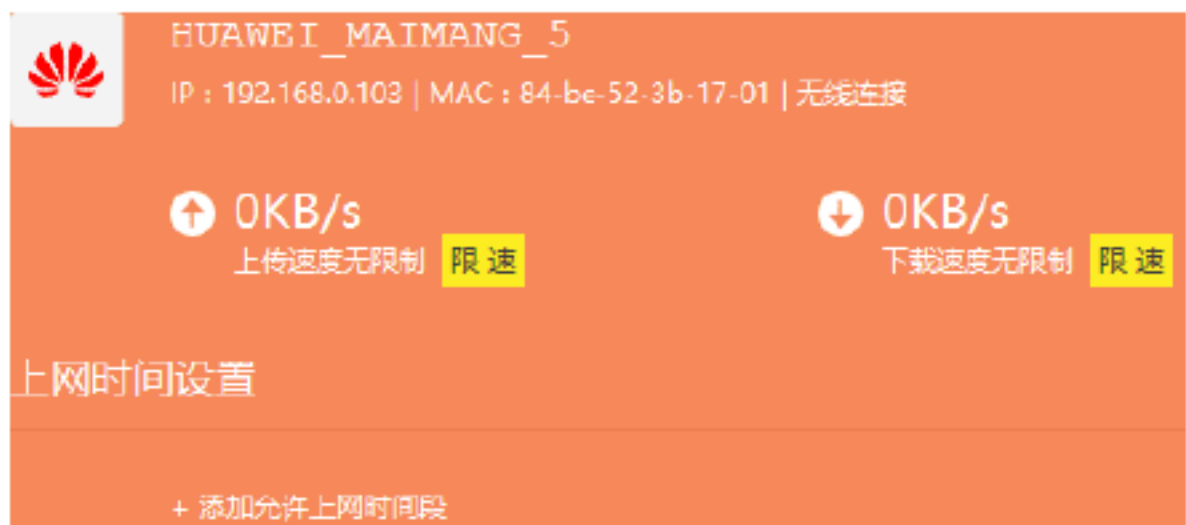 HUAWEI_MAIMANG_5
IP : 192.168.0.103 | MAC : 84-be-52-3b-17-01 | 无线连接
0KB/s
上传速度无限制 限速
0KB/s
下载速度无限制 限速
上网时间设置
+ 添加允许上网时间段